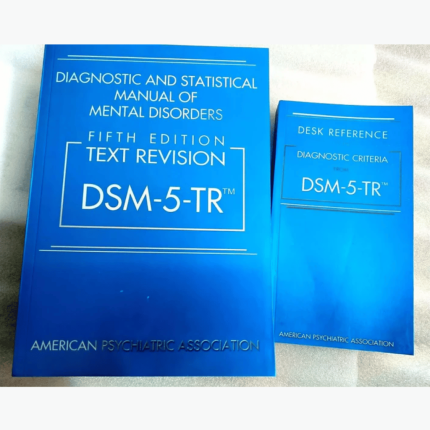 DIAGNOSTIC AND STATISTICAL
MANUAL OF
MENTAL DISORDERS
FIFTH EDITION
TEXT REVISION
DSM-5-TR™
AMERICAN PSYCHIATRIC ASSOCIATION
DESK REFERENCE
DIAGNOSTIC CRITERIA
FROM
DSM-5-TR™
AMERICAN PSYCHIATRIC ASSOCIATION